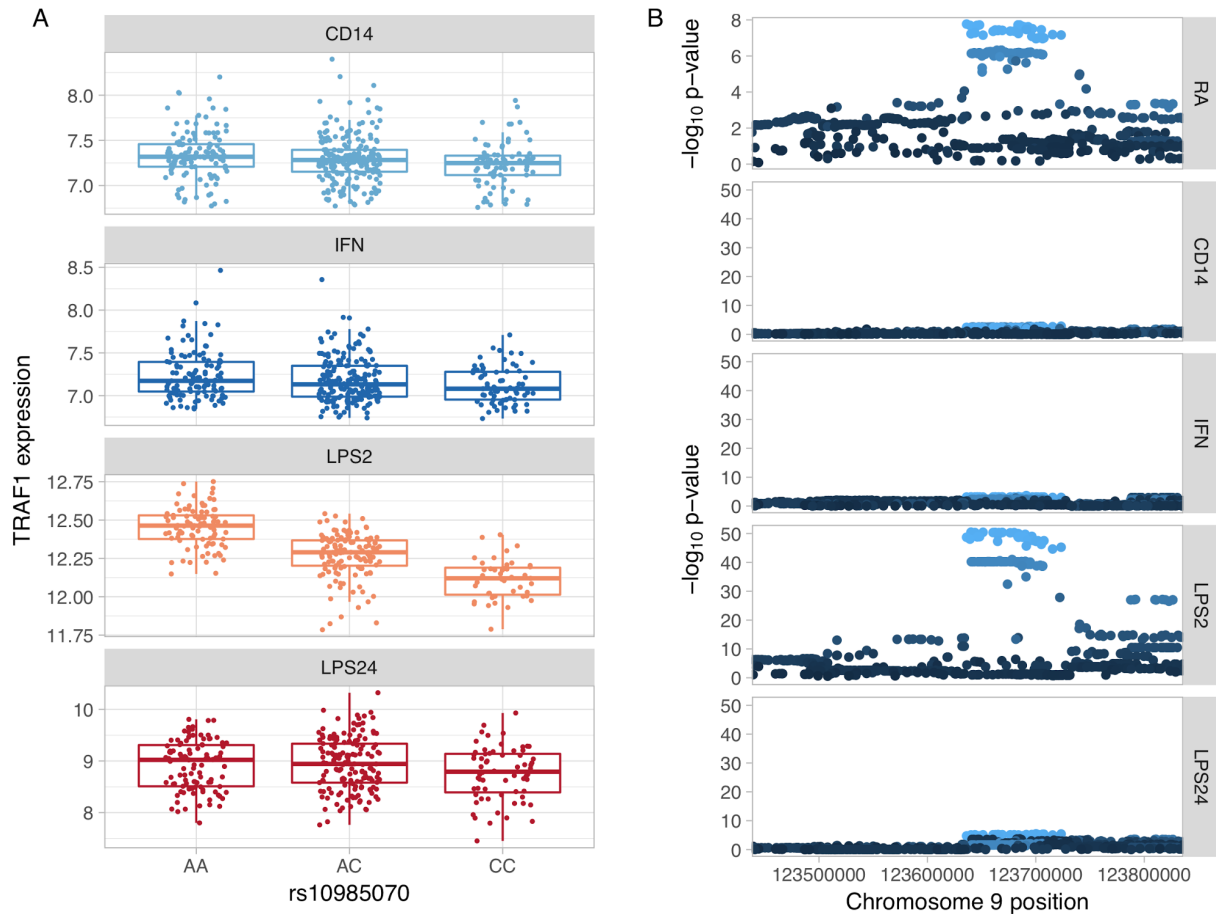 A
CD14
8.0
7.5
7.0
IFN
8.5
8.0
7.5
7.0
LPS2
12.75
12.50
12.25
12.00
11.75
LPS24
10
9
8
AA AC CC
rs10985070
TRAF1 expression
B
8
6
4
2
0
RA
−log10 p−value
50
40
30
20
10
0
CD14
50
40
30
20
10
0
IFN
−log10 p−value
50
40
30
20
10
0
LPS2
50
40
30
20
10
0
LPS24
123500000 123600000 123700000 123800000
Chromosome 9 position